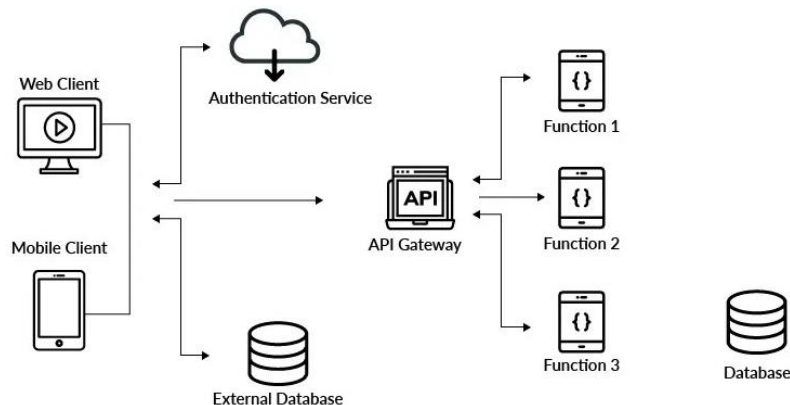 Web Client
Authentication Service
{}
Function 1
API
API Gateway
{}
Function 2
Mobile Client
{}
Function 3
External Database
Database